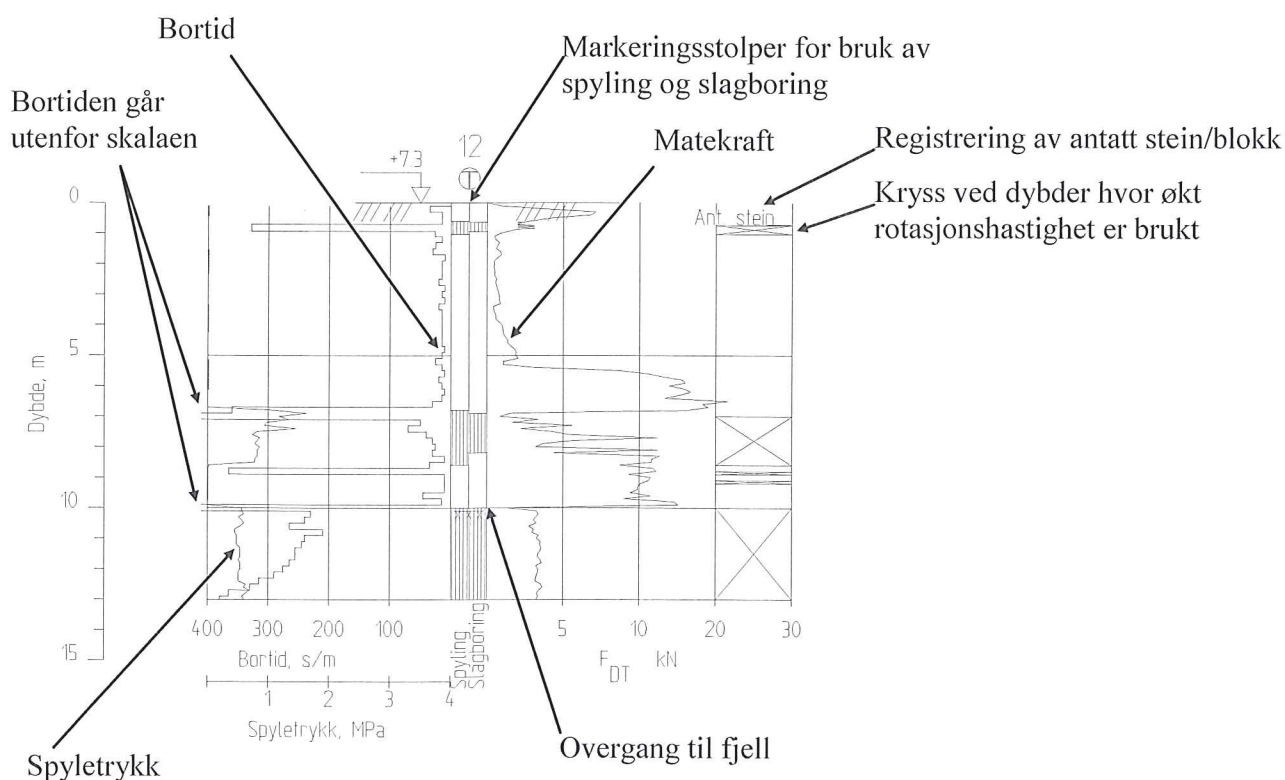 Bortid
Markeringsstolper for bruk av
spyling og slagboring
Bortiden går
utenfor skalaen
Matekraft
Registrering av antatt stein/blokk
Kryss ved dybder hvor økt
rotasjonshastighet er brukt
+7.3
12
T
Ant. stein
0
5
10
15
Dybde, m
400 300 200 100
Bortid, s/m
Spyling
Slagboring
5 10 20 30
F DT kN
1 2 3 4
Spyletrykk, MPa
Spyletrykk
Overgang til fjell